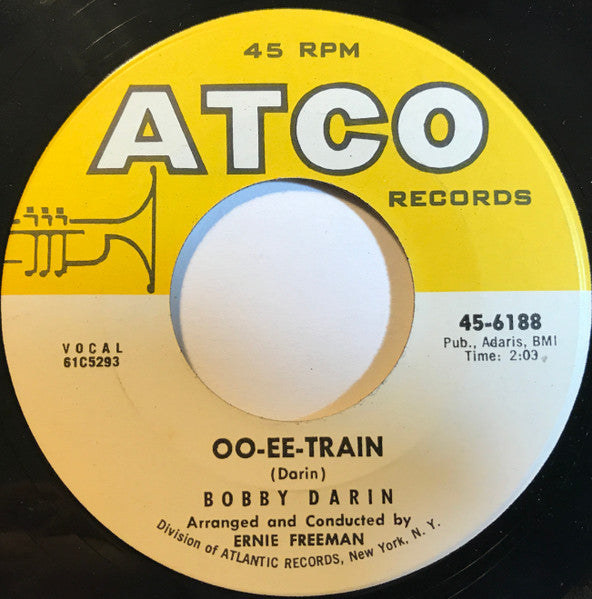 45 RPM
ATCO
RECORDS
VOCAL
61C5293
45-6188
Pub., Adaris, BMI
Time: 2:03
OO-EE-TRAIN
(Darin)
BOBBY DARIN
Arranged and Conducted by
ERNIE FREEMAN
Division of ATLANTIC RECORDS, New York, N. Y.